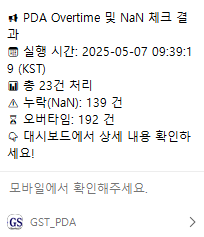 📢 PDA Overtime 및 NaN 체크 결
과
📅 실행 시간: 2025-05-07 09:39:1
9 (KST)
📊 총 23건 처리
⚠ 누락(NaN): 139 건
⏳ 오버타임: 192 건
👇 대시보드에서 상세 내용 확인하
세요!
모바일에서 확인해주세요.
GS GST_PDA